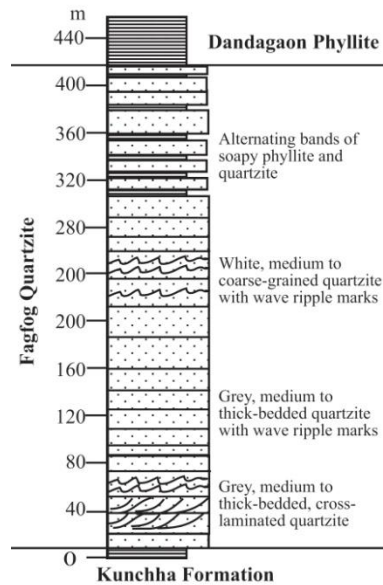 m
440
Dandagaon Phyllite
400
360
Alternating bands of
soapy phyllite and
quartzite
320
280
White, medium to
coarse-grained quartzite
with wave ripple marks
200
200
160
Grey, medium to
thick-bedded quartzite
with wave ripple marks
120
80
Grey, medium to
thick-bedded, cross-
laminated quartzite
40
O
Fagfog Quartzite
Kunchha Formation